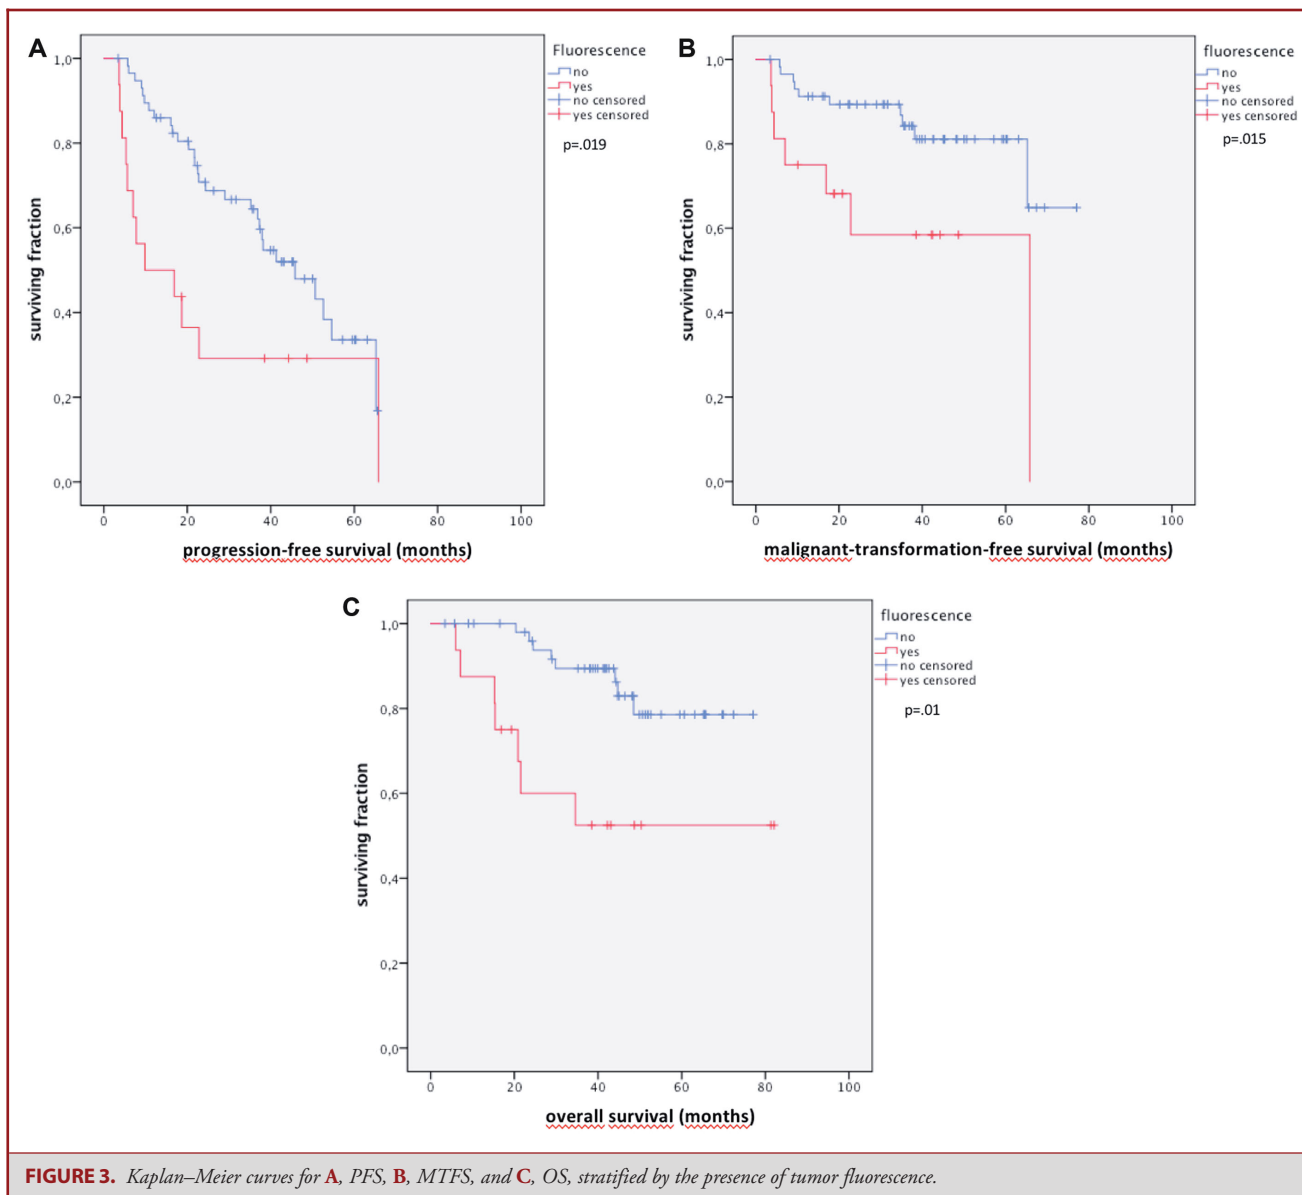 A
Fluorescence
no
yes
no censored
yes censored
p=.019
1,0
0,8
0,6
0,4
0,2
0,0
surviving fraction
0 20 40 60 80 100
progression-free survival (months)
B
fluorescence
no
yes
no censored
yes censored
p=.015
1,0
0,8
0,6
0,4
0,2
0,0
surviving fraction
0 20 40 60 80 100
malignant-transformation-free survival (months)
C
fluorescence
no
yes
no censored
yes censored
p=.01
1,0
0,8
0,6
0,4
0,2
0,0
surviving fraction
0 20 40 60 80 100
overall survival (months)
FIGURE 3. Kaplan–Meier curves for A, PFS, B, MTFS, and C, OS, stratified by the presence of tumor fluorescence.